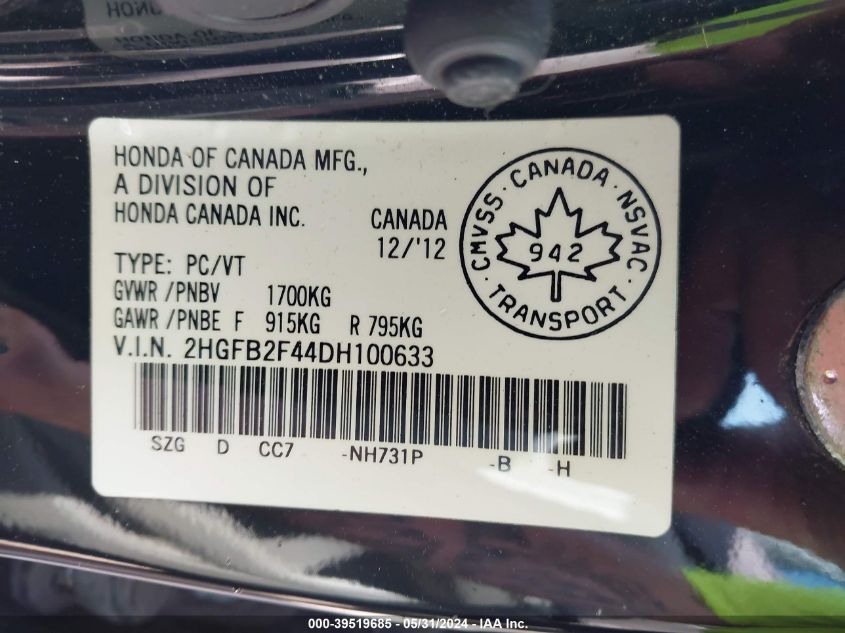 HONDA OF CANADA MFG.,
A DIVISION OF
HONDA CANADA INC.
CANADA
12/'12
TYPE: PC/VT
GVWR /PNBV 1700KG
GAWR /PNBE F 915KG R 795KG
V.I.N. 2HGFB2F44DH100633
SZG D CC7 -NH731P -B -H
CMVSS · CANADA · NSVAC
942
· TRANSPORT ·
000-39519685 - 05/31/2024 - IAA Inc.